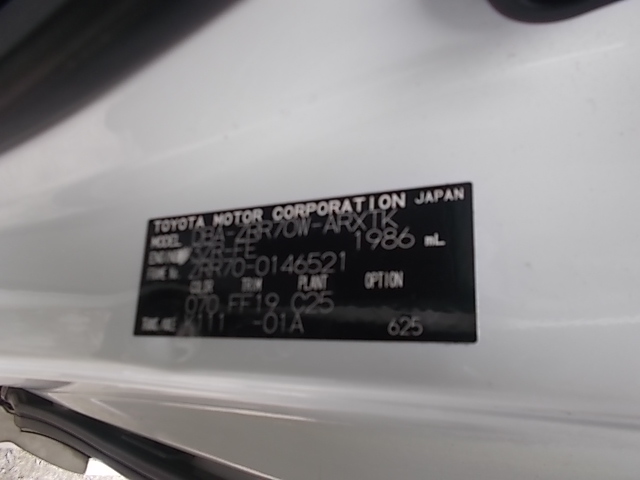 TOYOTA MOTOR CORPORATION JAPAN
MODEL DBA-ZRR70W-ARXTK
ENGINE 3ZR-FE 1986 mL
FRAME No. ZRR70-0146521
COLOR TRIM PLANT OPTION
070 FF19 C25
TRANS./AXLE K111 -01A 625